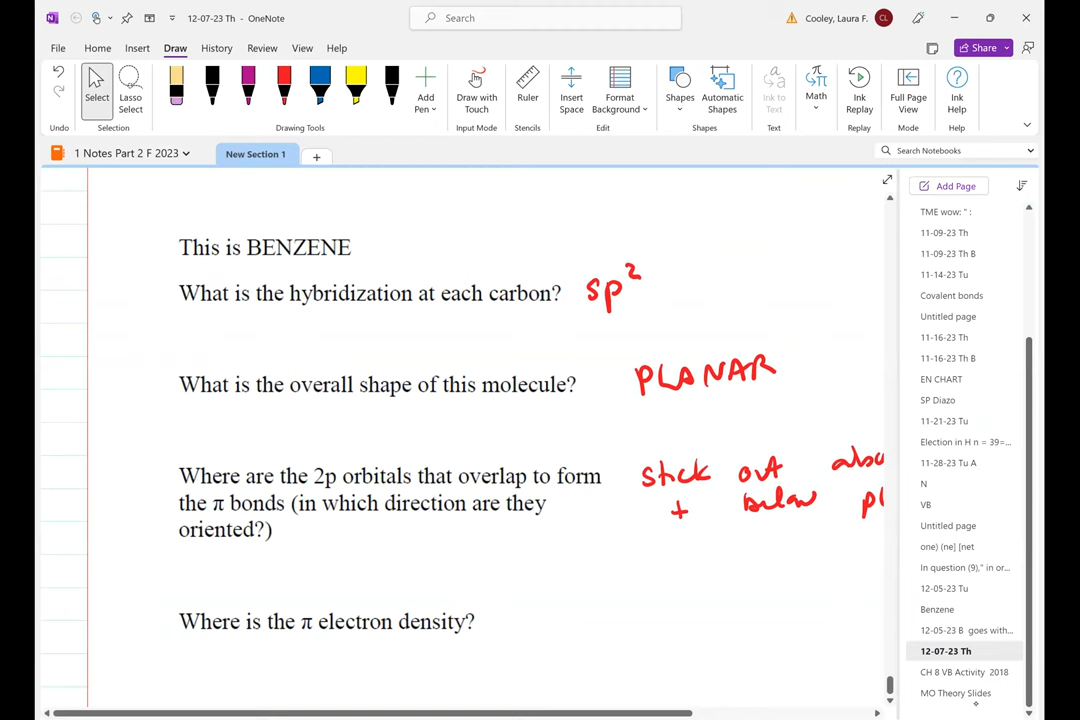 12-07-23 Th - OneNote
Search
Cooley, Laura F.
CL
File Home Insert Draw History Review View Help
Share
Undo
Select
Lasso Select
Selection
Drawing Tools
Add Pen
Draw with Touch
Input Mode
Ruler
Stencils
Insert Space
Format Background
Edit
Shapes
Automatic Shapes
Shapes
Ink to Text
Text
Math
Ink Replay
Replay
Full Page View
Mode
Ink Help
Help
1 Notes Part 2 F 2023
New Section 1
+
Search Notebooks
Add Page
This is BENZENE
What is the hybridization at each carbon? sp²
What is the overall shape of this molecule? PLANAR
Where are the 2p orbitals that overlap to form
the π bonds (in which direction are they
oriented?)
stick out abo
+ below pl
Where is the π electron density?
TME wow: " :
11-09-23 Th
11-09-23 Th B
11-14-23 Tu
Covalent bonds
Untitled page
11-16-23 Th
11-16-23 Th B
EN CHART
SP Diazo
11-21-23 Tu
Election in H n = 39=...
11-28-23 Tu A
N
VB
Untitled page
one) (ne] [net
In question (9)," in or...
12-05-23 Tu
Benzene
12-05-23 B goes with...
12-07-23 Th
CH 8 VB Activity 2018
MO Theory Slides